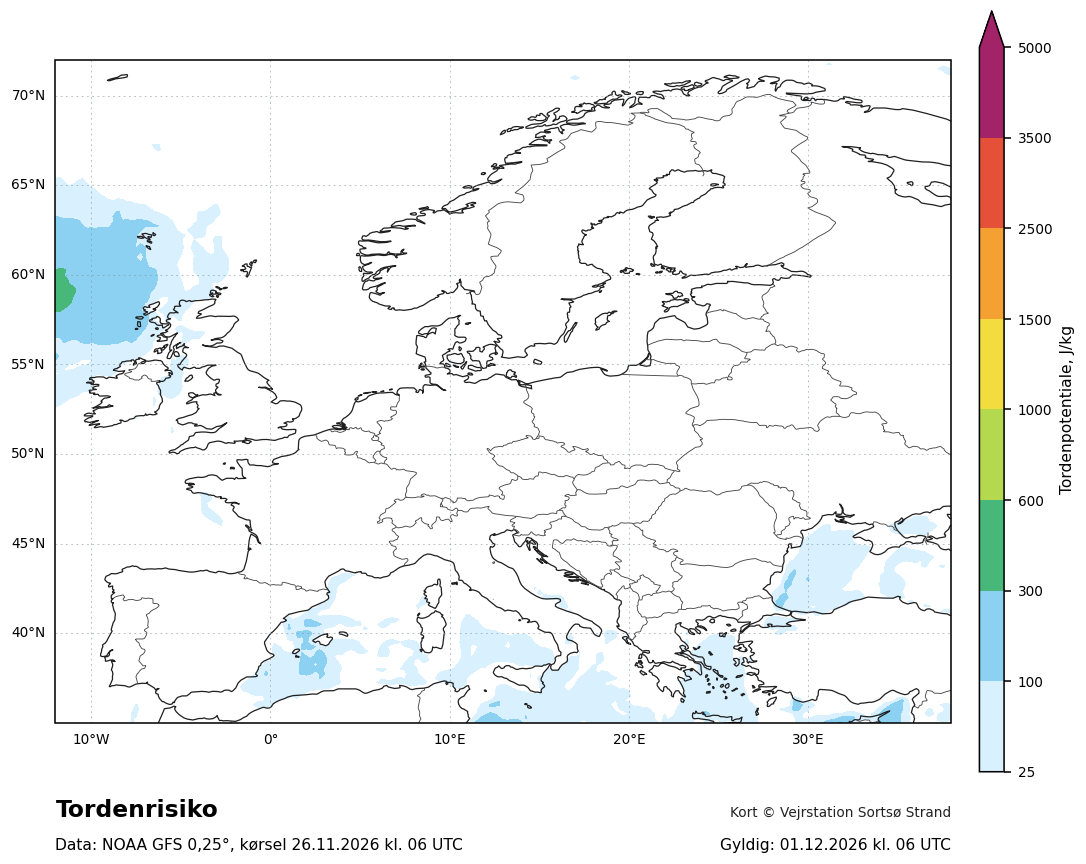 5000
3500
2500
1500
1000
600
300
100
25
Tordenpotentiale, J/kg
70°N
65°N
60°N
55°N
50°N
45°N
40°N
10°W
0°
10°E
20°E
30°E
Tordenrisiko
Kort © Vejrstation Sortsø Strand
Data: NOAA GFS 0,25°, kørsel 26.11.2026 kl. 06 UTC
Gyldig: 01.12.2026 kl. 06 UTC